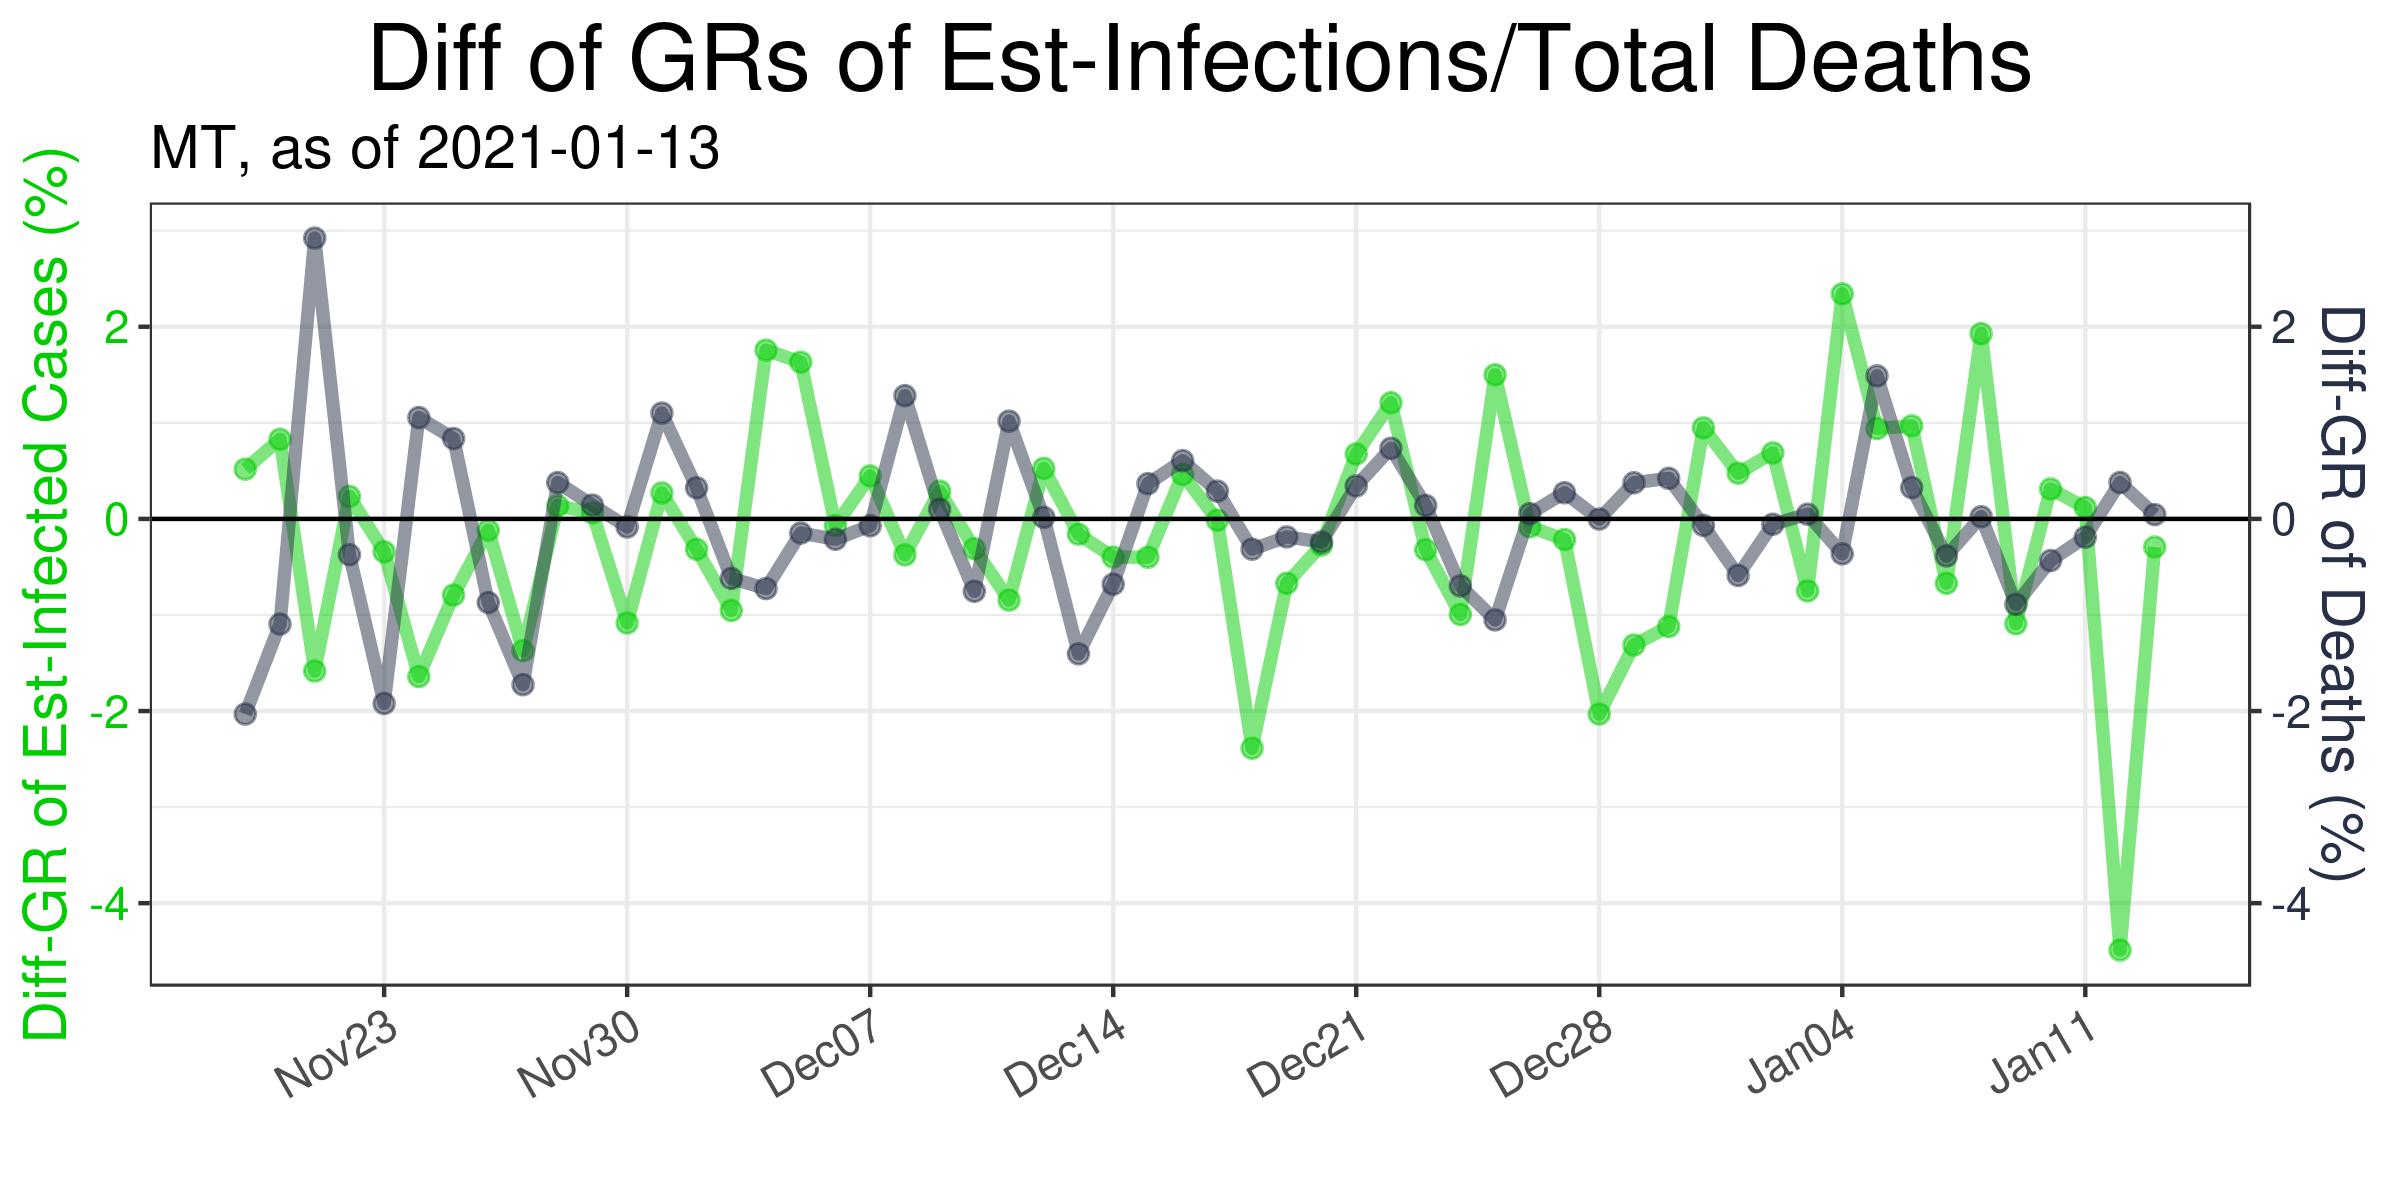 Diff of GRs of Est-Infections/Total Deaths
MT, as of 2021-01-13
Diff-GR of Est-Infected Cases (%)
2
0
-2
-4
2
0
-2
-4
Diff-GR of Deaths (%)
Nov23
Nov30
Dec07
Dec14
Dec21
Dec28
Jan04
Jan11